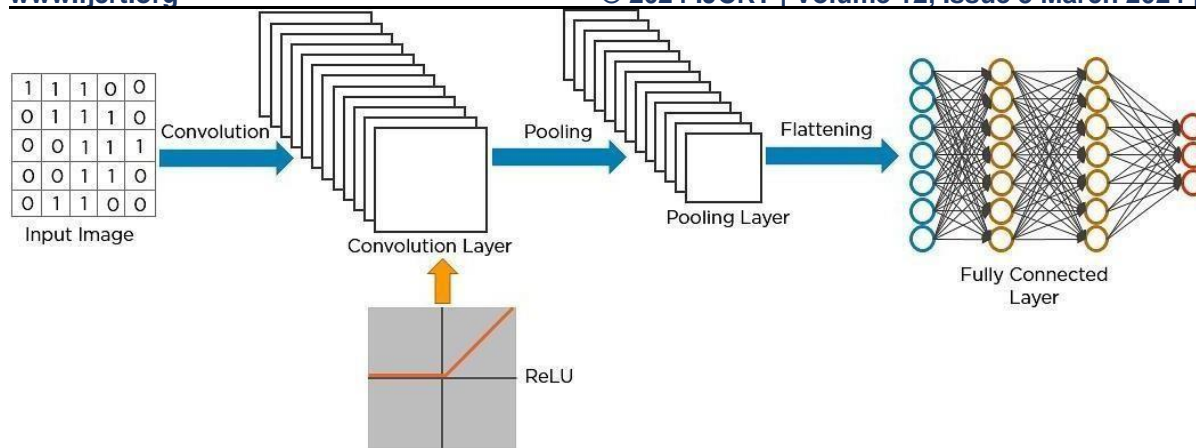 1 1 1 0 0
0 1 1 1 0
0 0 1 1 1
0 0 1 1 0
0 1 1 0 0
Input Image
Convolution
Convolution Layer
ReLU
Pooling
Pooling Layer
Flattening
Fully Connected
Layer